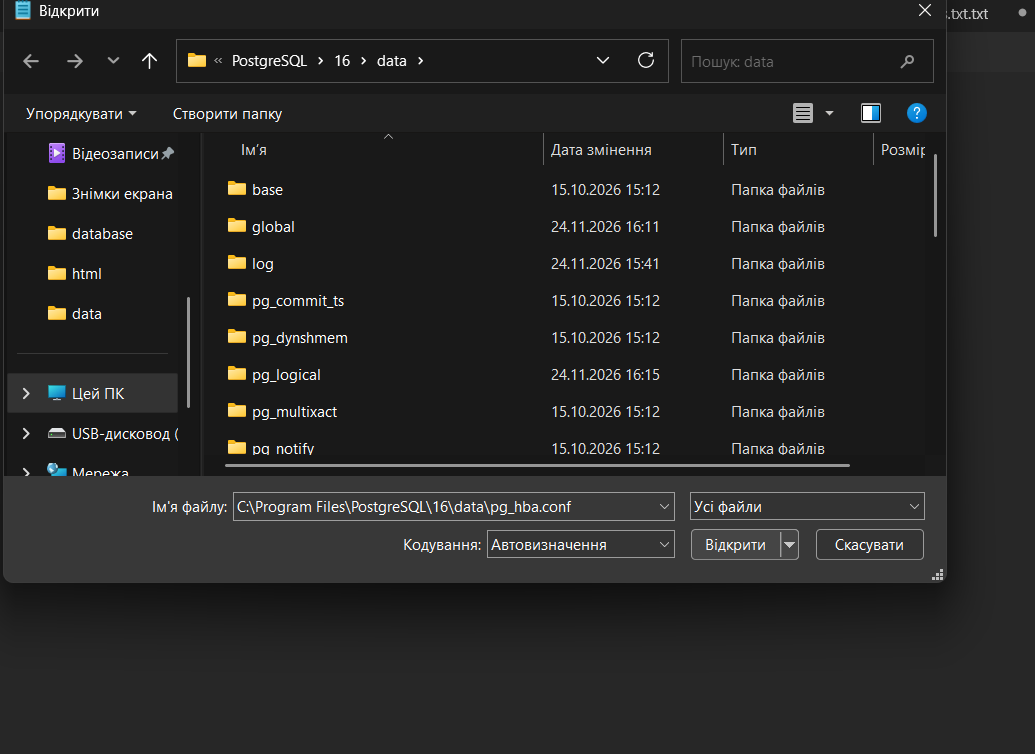 Відкрити
s.txt.txt
« PostgreSQL > 16 > data >
Пошук: data
Упорядкувати
Створити папку
?
Відеозаписи
Знімки екрана
database
html
data
Цей ПК
USB-дисковод (
Мережа
Ім’я
Дата змінення
Тип
Розмір
base 15.10.2026 15:12 Папка файлів
global 24.11.2026 16:11 Папка файлів
log 24.11.2026 15:41 Папка файлів
pg_commit_ts 15.10.2026 15:12 Папка файлів
pg_dynshmem 15.10.2026 15:12 Папка файлів
pg_logical 24.11.2026 16:15 Папка файлів
pg_multixact 15.10.2026 15:12 Папка файлів
pg_notify 15.10.2026 15:12 Папка файлів
Ім'я файлу: C:\Program Files\PostgreSQL\16\data\pg_hba.conf
Усі файли
Кодування: Автовизначення
Відкрити
Скасувати